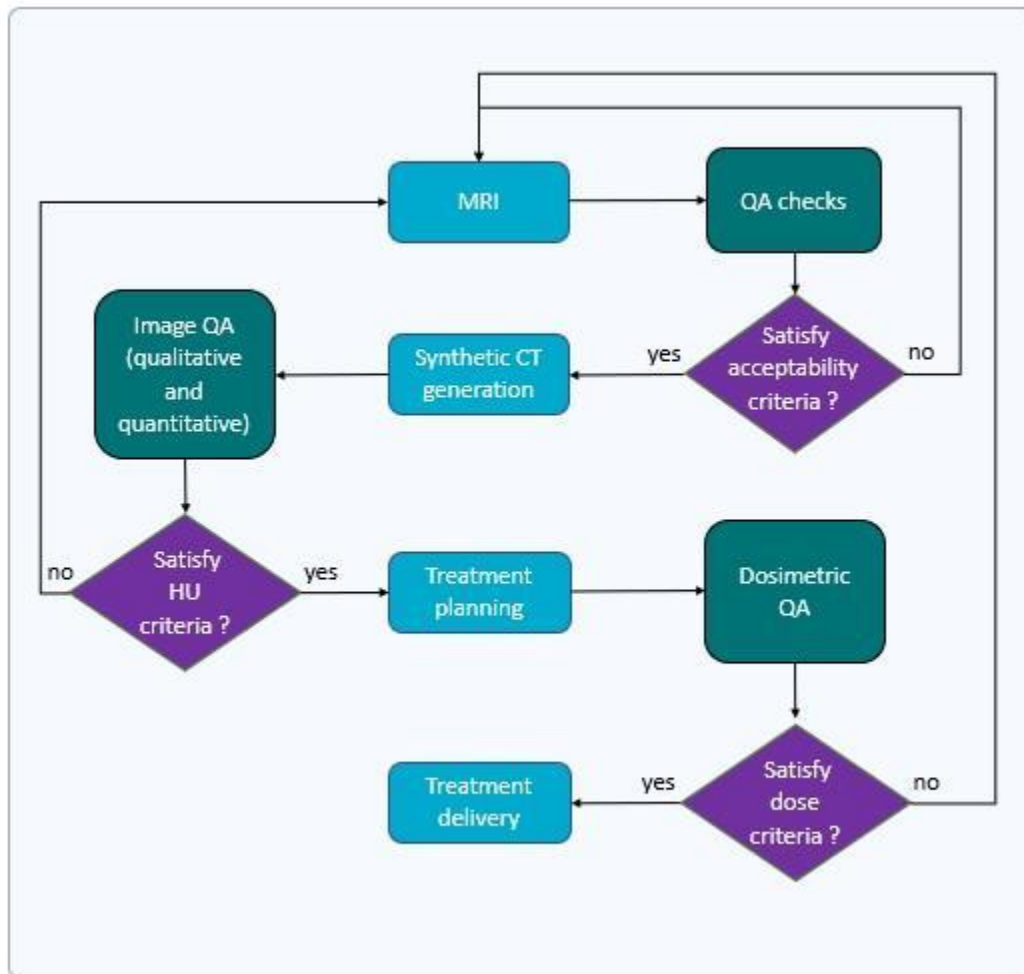 MRI
QA checks
Satisfy
acceptability
criteria ?
yes
no
Synthetic CT
generation
Image QA
(qualitative
and
quantitative)
Satisfy
HU
criteria ?
no
yes
Treatment
planning
Dosimetric
QA
Satisfy
dose
criteria ?
yes
no
Treatment
delivery